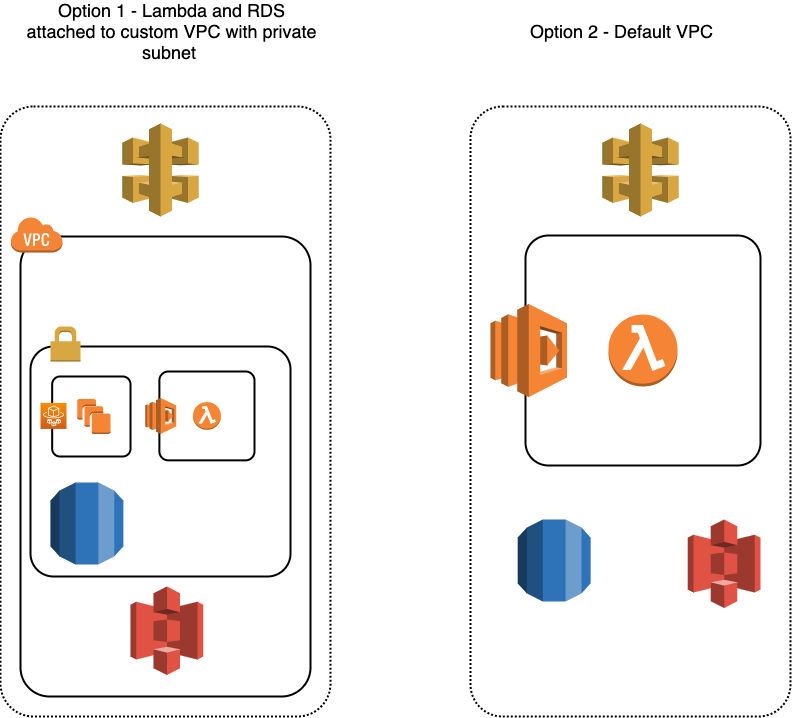 Option 1 - Lambda and RDS
attached to custom VPC with private
subnet
Option 2 - Default VPC
VPC